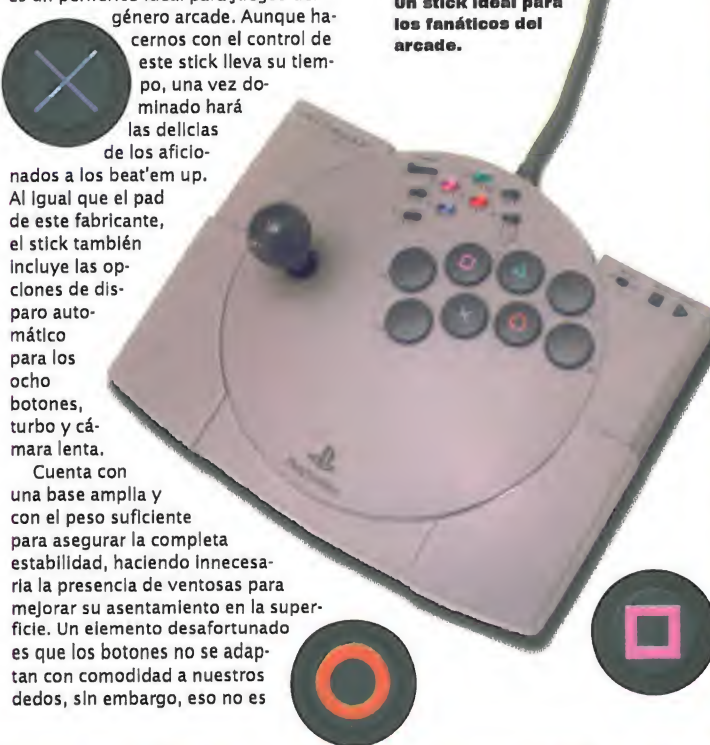 género arcade. Aunque ha-
cernos con el control de
este stick lleva su tiem-
po, una vez do-
minado hará
las delicias
de los aficio-
nados a los beat'em up.
Al igual que el pad
de este fabricante,
el stick también
incluye las op-
ciones de dis-
paro auto-
mático
para los
ocho
botones,
turbo y cá-
mara lenta.
Cuenta con
una base amplia y
con el peso suficiente
para asegurar la completa
estabilidad, haciendo innecesa-
ria la presencia de ventosas para
mejorar su asentamiento en la super-
ficie. Un elemento desafortunado
es que los botones no se adap-
tan con comodidad a nuestros
dedos, sin embargo, eso no es
Un stick ideal para
los fanáticos del
arcade.